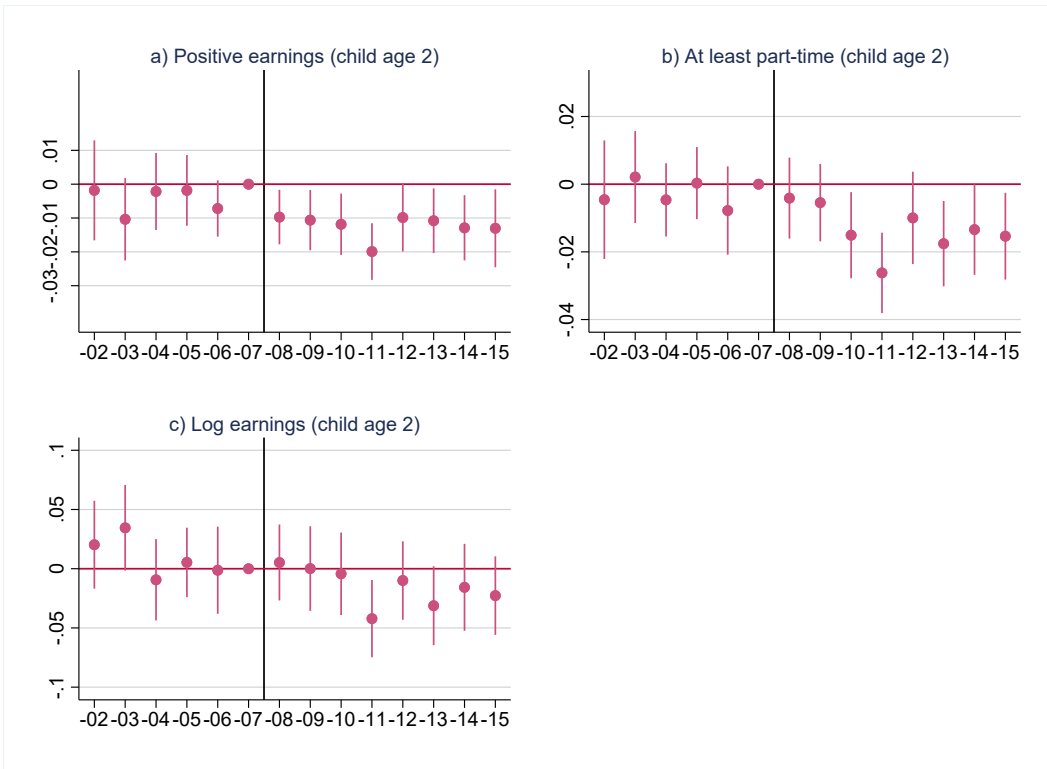 a) Positive earnings (child age 2)
.01
0
-.01
-.02
-.03
-02 -03 -04 -05 -06 -07 -08 -09 -10 -11 -12 -13 -14 -15
b) At least part-time (child age 2)
.02
0
-.02
-.04
-02 -03 -04 -05 -06 -07 -08 -09 -10 -11 -12 -13 -14 -15
c) Log earnings (child age 2)
.1
.05
0
-.05
-.1
-02 -03 -04 -05 -06 -07 -08 -09 -10 -11 -12 -13 -14 -15